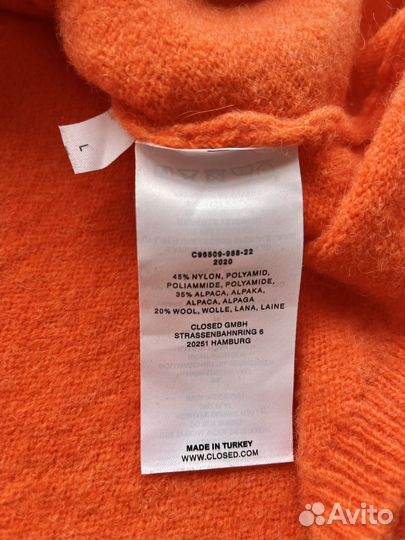 L
C96509-988-22
2020
45% NYLON, POLYAMID,
POLIAMMIDE, POLYAMIDE,
35% ALPACA, ALPAKA,
ALPACA, ALPAGA
20% WOOL, WOLLE, LANA, LAINE
CLOSED GMBH
STRASSENBAHNRING 6
20251 HAMBURG
MADE IN TURKEY
WWW.CLOSED.COM
Avito